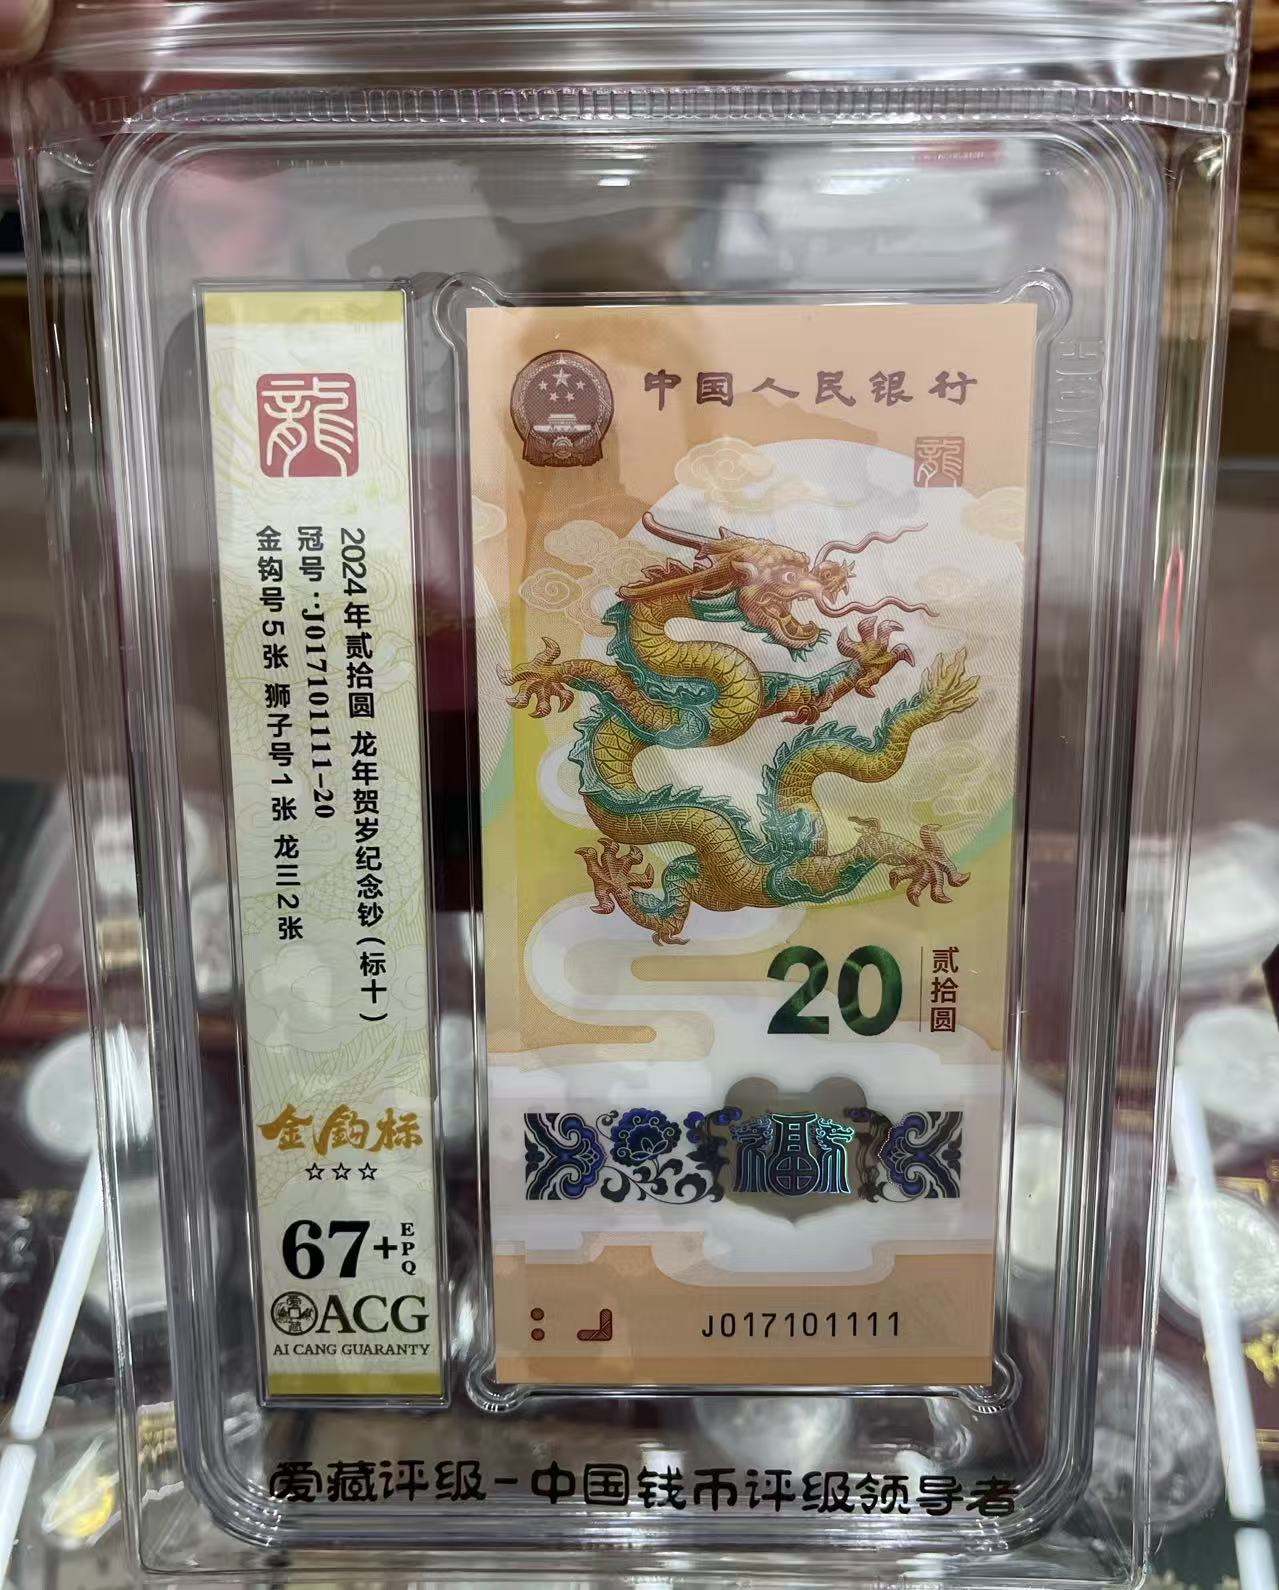 龍
2024年贰拾圆 龙年贺岁纪念钞(标十)
冠号:J017101111-20
金钩号5张 狮子号1张 龙三2张
金钩标
☆☆☆
67+EPQ
ACG
AI CANG GUARANTY
中国人民银行
龍
20
贰拾圆
福
J017101111
爱藏评级-中国钱币评级领导者